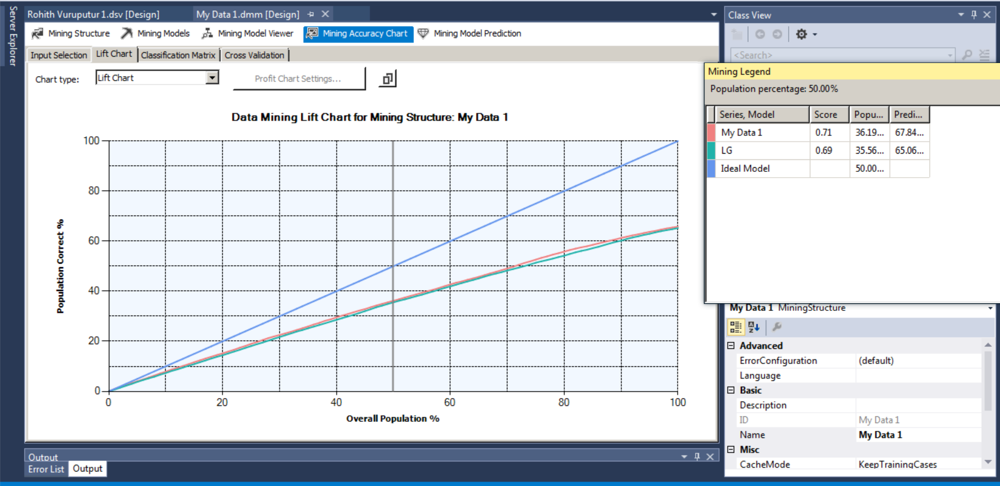 Server Explorer
Rohith Vuruputur 1.dsv [Design]
My Data 1.dmm [Design]
Mining Structure
Mining Models
Mining Model Viewer
Mining Accuracy Chart
Mining Model Prediction
Input Selection
Lift Chart
Classification Matrix
Cross Validation
Chart type:
Lift Chart
Profit Chart Settings...
Data Mining Lift Chart for Mining Structure: My Data 1
Population Correct %
100
80
60
40
20
0
0 20 40 60 80 100
Overall Population %
Output
Error List
Output
Class View
<Search>
Mining Legend
Population percentage: 50.00%
Series, Model Score Popu... Predi...
My Data 1 0.71 36.19... 67.84...
LG 0.69 35.56... 65.06...
Ideal Model 50.00...
My Data 1 MiningStructure
Advanced
ErrorConfiguration (default)
Language
Basic
Description
ID My Data 1
Name My Data 1
Misc
CacheMode KeepTrainingCases